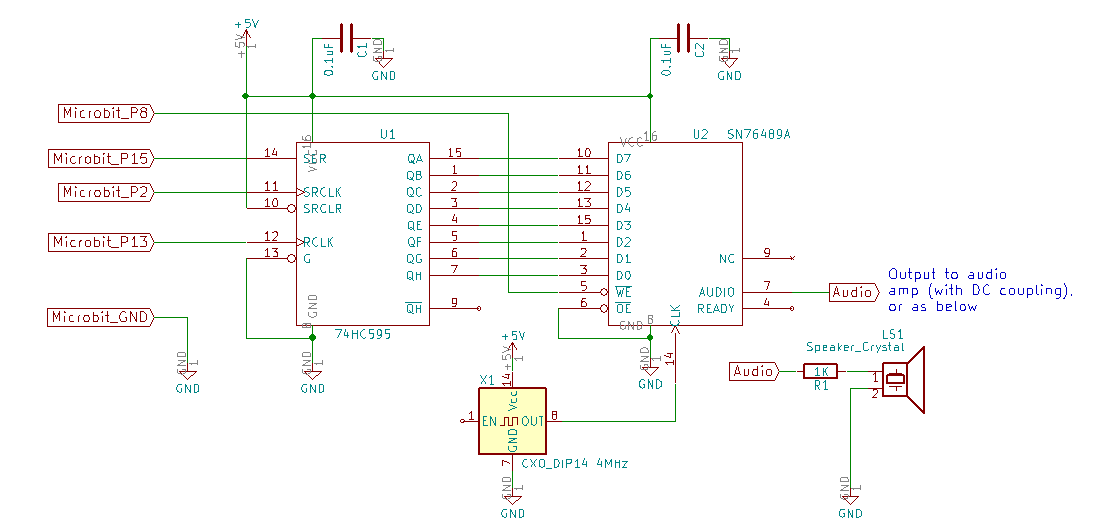 +5V
+5V
1
0.1uF
C1
GND
1
GND
0.1uF
C2
GND
1
GND
Microbit_P8
Microbit_P15
Microbit_P2
Microbit_P13
Microbit_GND
GND
1
GND
U1
VCC
16
14
SER
11
SRCLK
10
SRCLR
12
RCLK
13
G
QA
15
QB
1
QC
2
QD
3
QE
4
QF
5
QG
6
QH
7
QH
9
GND
8
74HC595
GND
1
GND
U2
SN76489A
VCC
16
10
D7
11
D6
12
D5
13
D4
15
D3
1
D2
2
D1
3
D0
5
WE
6
OE
NC
9
AUDIO
7
READY
4
GND
8
CLK
14
GND
1
GND
Audio
Output to audio
amp (with DC coupling),
or as below
LS1
Speaker_Crystal
Audio
1K
R1
1
2
GND
1
GND
+5V
+5V
1
X1
14
Vcc
1
EN
OUT
8
GND
7
CXO_DIP14 4MHz
GND
1
GND